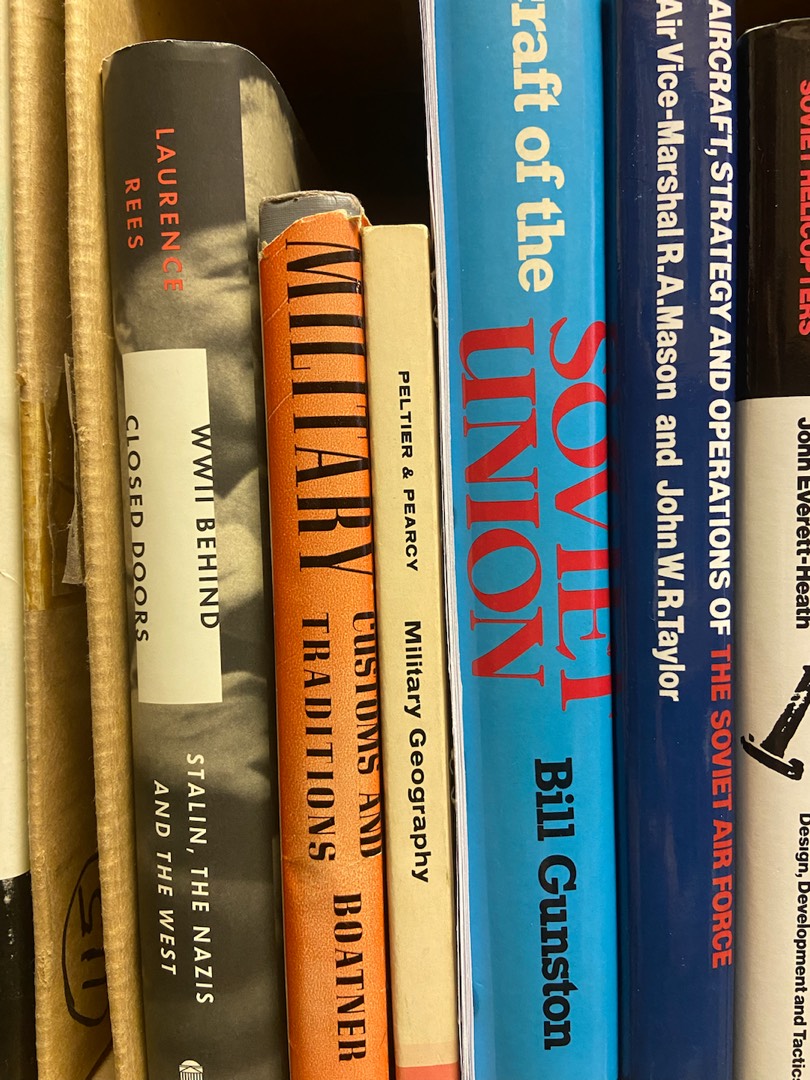 LAURENCE
REES
WWII BEHIND
CLOSED DOORS
STALIN, THE NAZIS
AND THE WEST
MILITARY
CUSTOMS AND
TRADITIONS
BOATNER
PELTIER & PEARCY
Military Geography
raft of the
SOVIET
UNION
Bill Gunston
AIRCRAFT, STRATEGY AND OPERATIONS OF THE SOVIET AIR FORCE
Air Vice-Marshal R.A.Mason and John W.R.Taylor
SOVIET HELICOPTERS
John Everett-Heath
Design, Development and Tactics